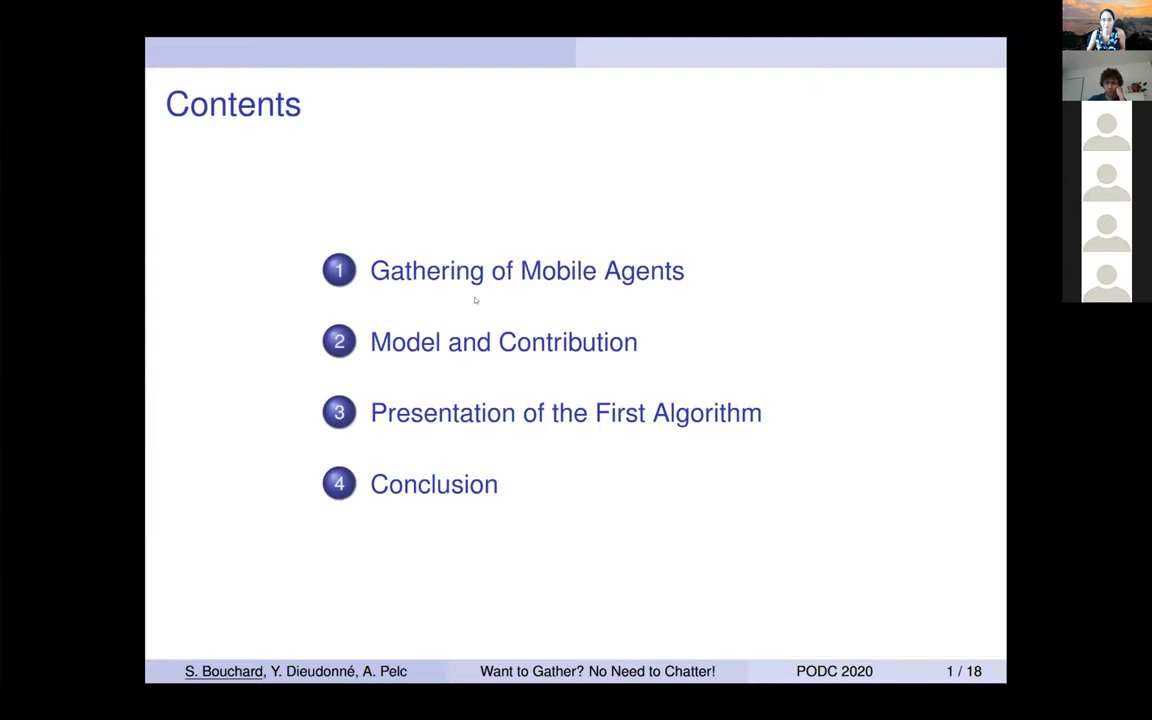 Contents
1 Gathering of Mobile Agents
2 Model and Contribution
3 Presentation of the First Algorithm
4 Conclusion
S. Bouchard, Y. Dieudonné, A. Pelc Want to Gather? No Need to Chatter! PODC 2020 1 / 18